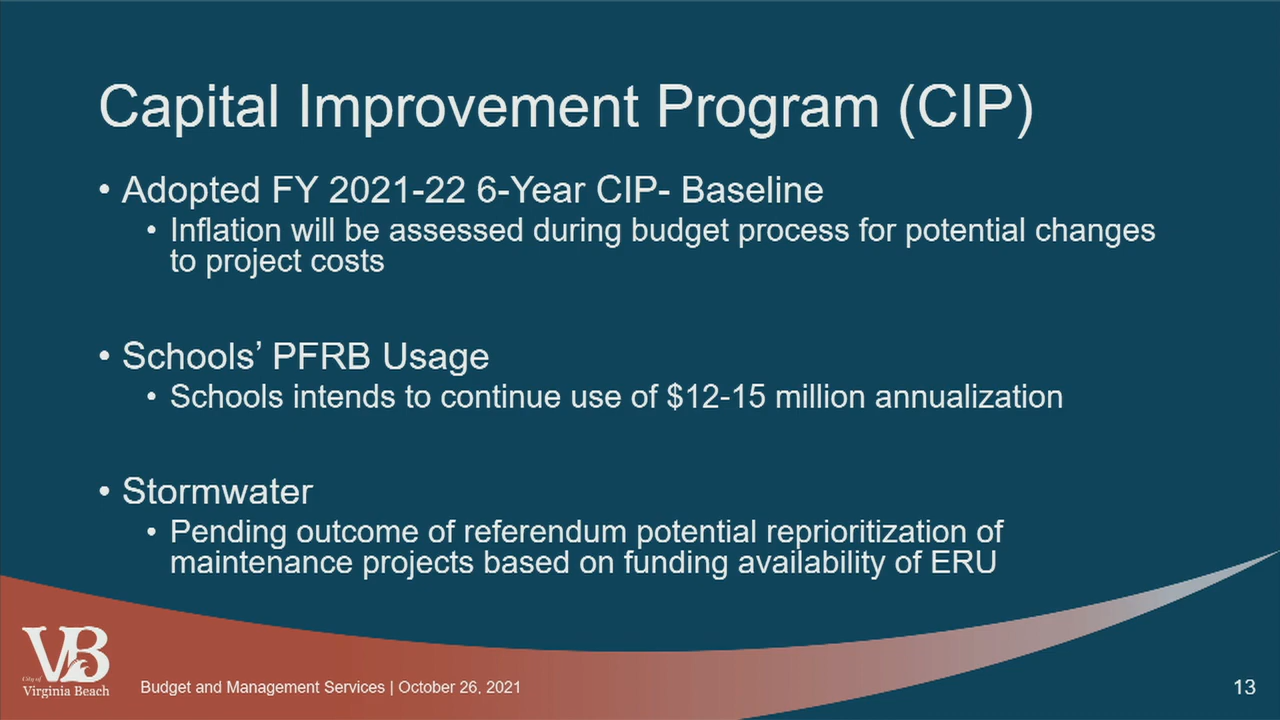 Capital Improvement Program (CIP)
• Adopted FY 2021-22 6-Year CIP- Baseline
• Inflation will be assessed during budget process for potential changes
to project costs
• Schools’ PFRB Usage
• Schools intends to continue use of $12-15 million annualization
• Stormwater
• Pending outcome of referendum potential reprioritization of
maintenance projects based on funding availability of ERU
VB
City of
Virginia Beach
Budget and Management Services | October 26, 2021
13